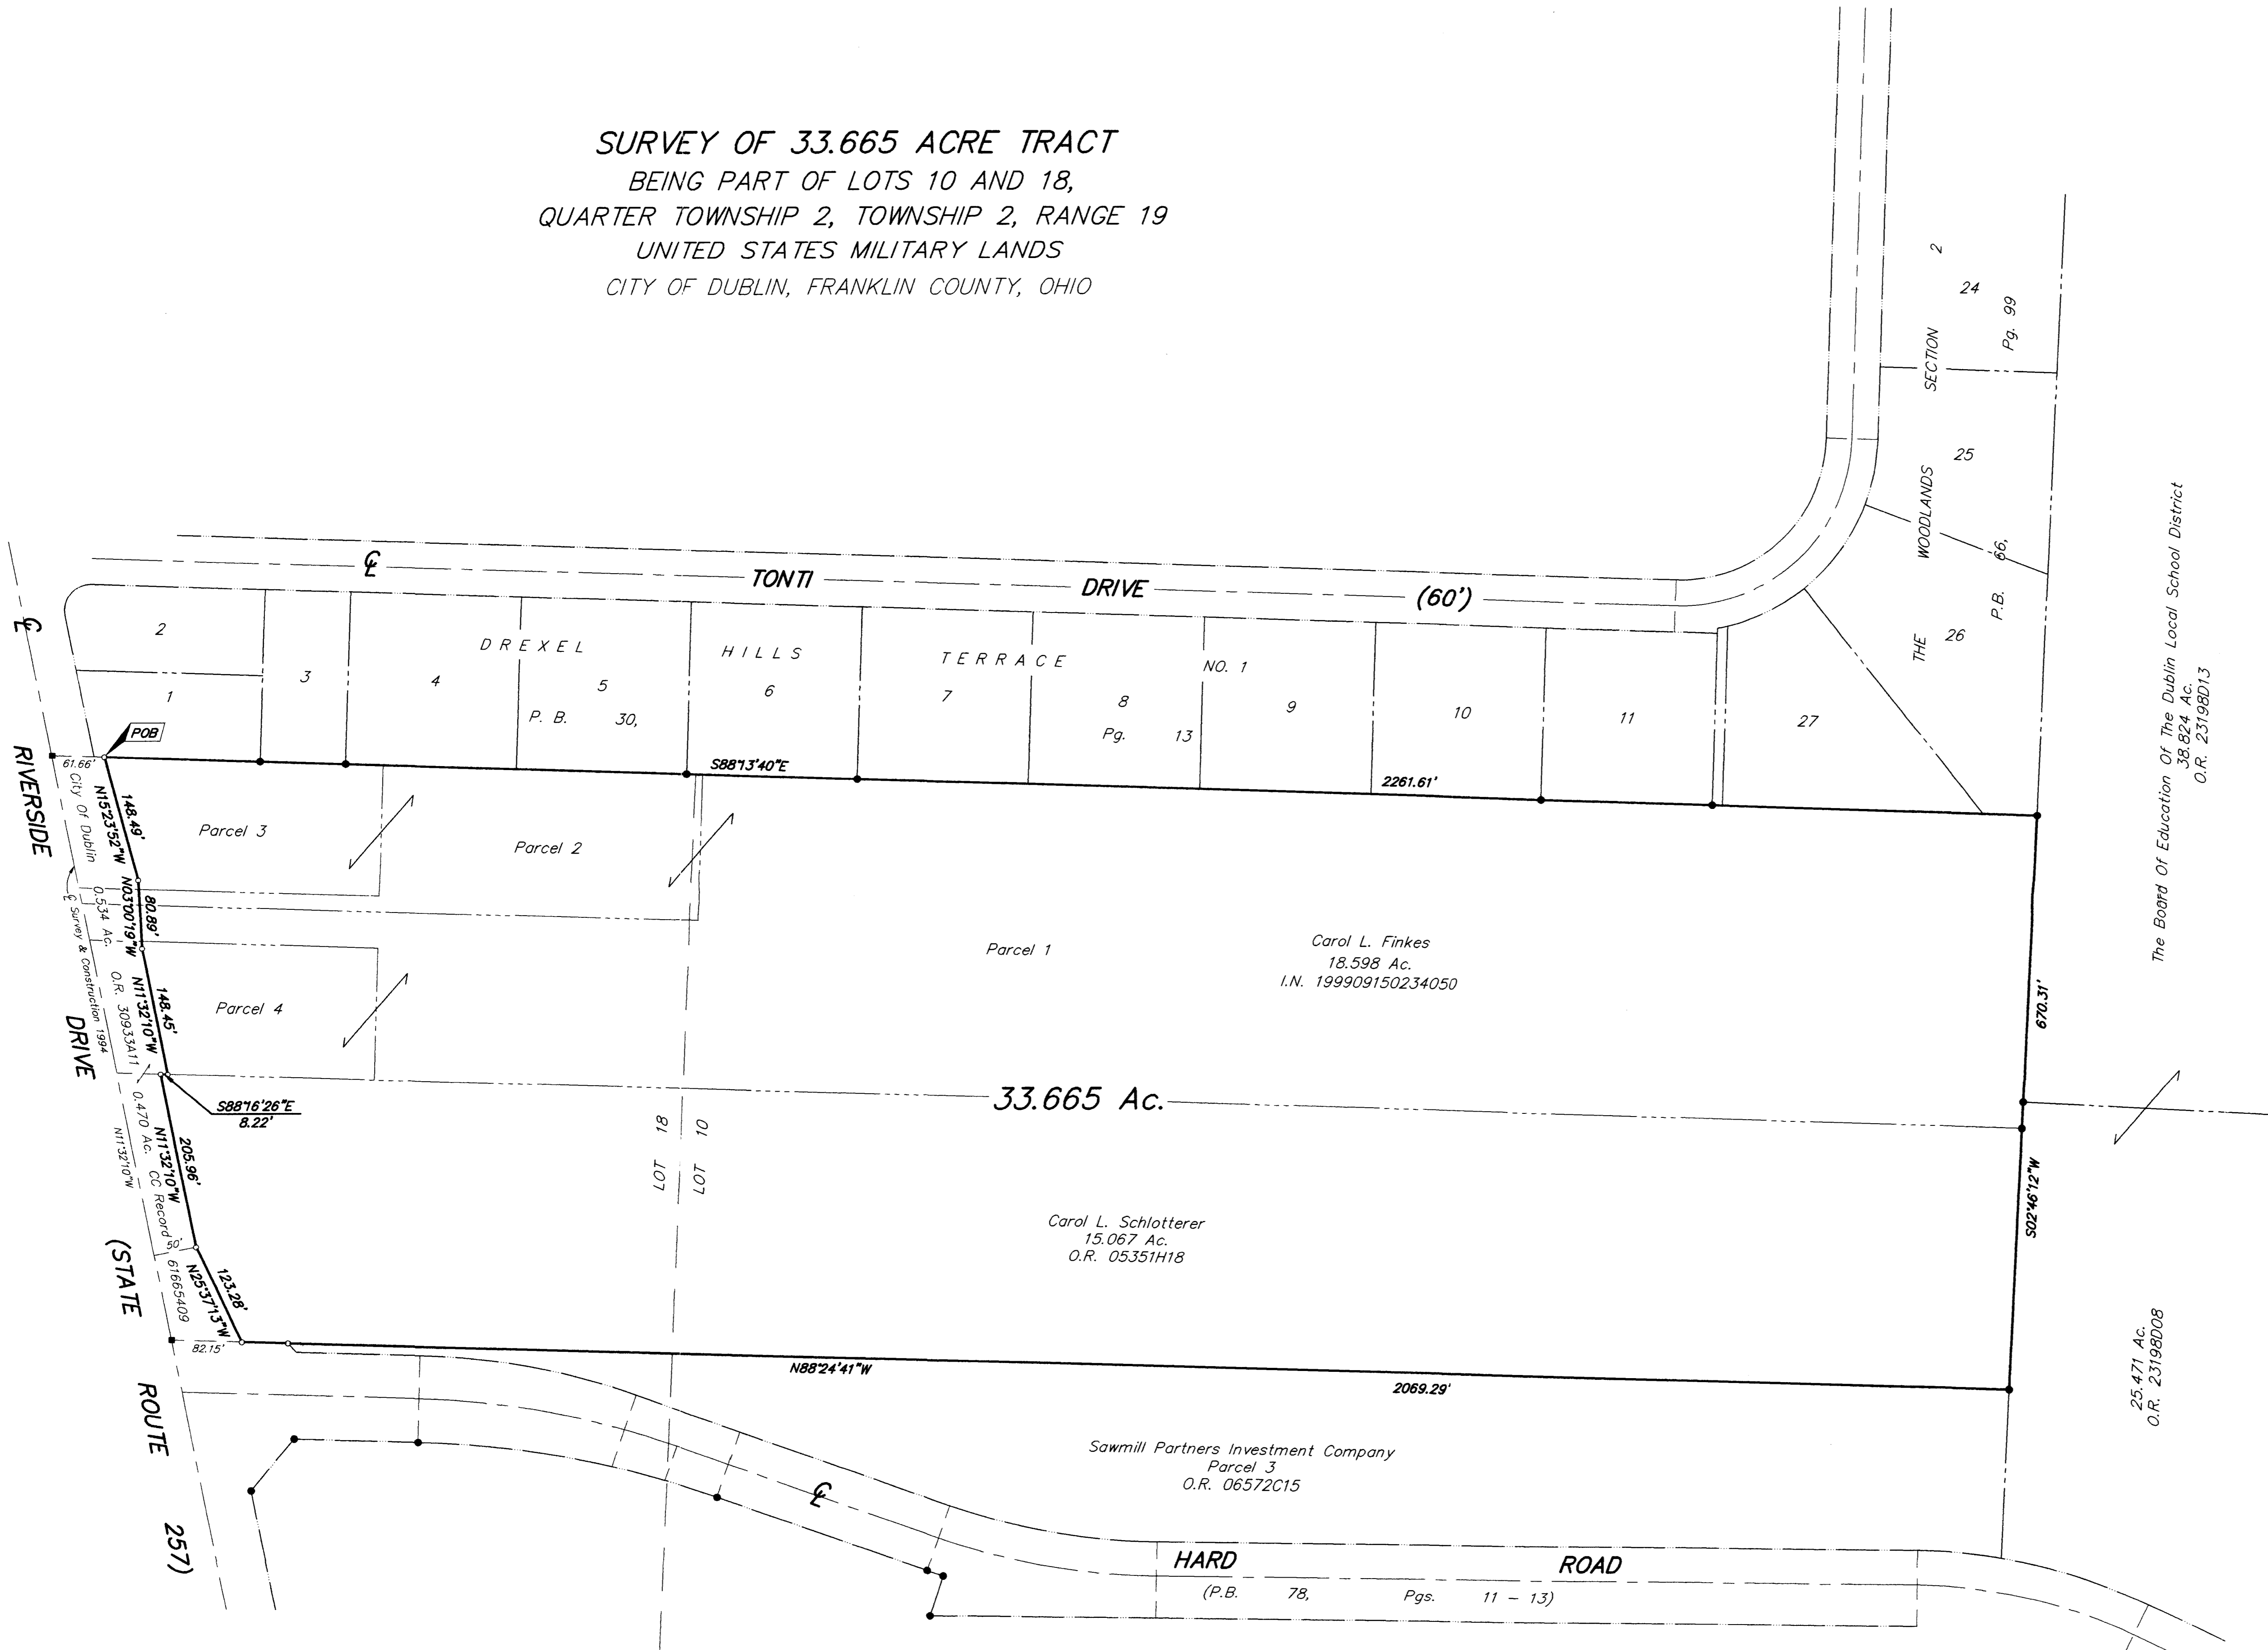 SURVEY OF 33.665 ACRE TRACT
BEING PART OF LOTS 10 AND 18,
QUARTER TOWNSHIP 2, TOWNSHIP 2, RANGE 19
UNITED STATES MILITARY LANDS
CITY OF DUBLIN, FRANKLIN COUNTY, OHIO
THE WOODLANDS SECTION 2
P.B. 66, Pg. 99
24
25
26
27
The Board Of Education Of The Dublin Local School District
38.824 Ac.
O.R. 23198D13
℄
TONTI DRIVE (60')
DREXEL HILLS TERRACE NO. 1
P. B. 30, Pg. 13
2
1
3
4
5
6
7
8
9
10
11
POB
℄
RIVERSIDE DRIVE (STATE ROUTE 257)
61.66'
S88°13'40"E
2261.61'
148.49'
N15°23'52"W
80.89'
N03°00'19"W
148.45'
N11°32'10"W
City Of Dublin 0.534 Ac. O.R. 30933A11
℄ Survey & Construction 1994
Parcel 3
Parcel 2
Parcel 1
Parcel 4
Carol L. Finkes
18.598 Ac.
I.N. 199909150234050
670.31'
S02°46'12"W
33.665 Ac.
S88°16'26"E
8.22'
205.96'
N11°32'10"W
0.470 Ac. CC Record 61665409
N11°32'10"W
50'
123.28'
N25°37'13"W
82.15'
LOT 18
LOT 10
Carol L. Schlotterer
15.067 Ac.
O.R. 05351H18
N88°24'41"W
2069.29'
25.471 Ac.
O.R. 23198D08
Sawmill Partners Investment Company
Parcel 3
O.R. 06572C15
℄
HARD ROAD
(P.B. 78, Pgs. 11 - 13)